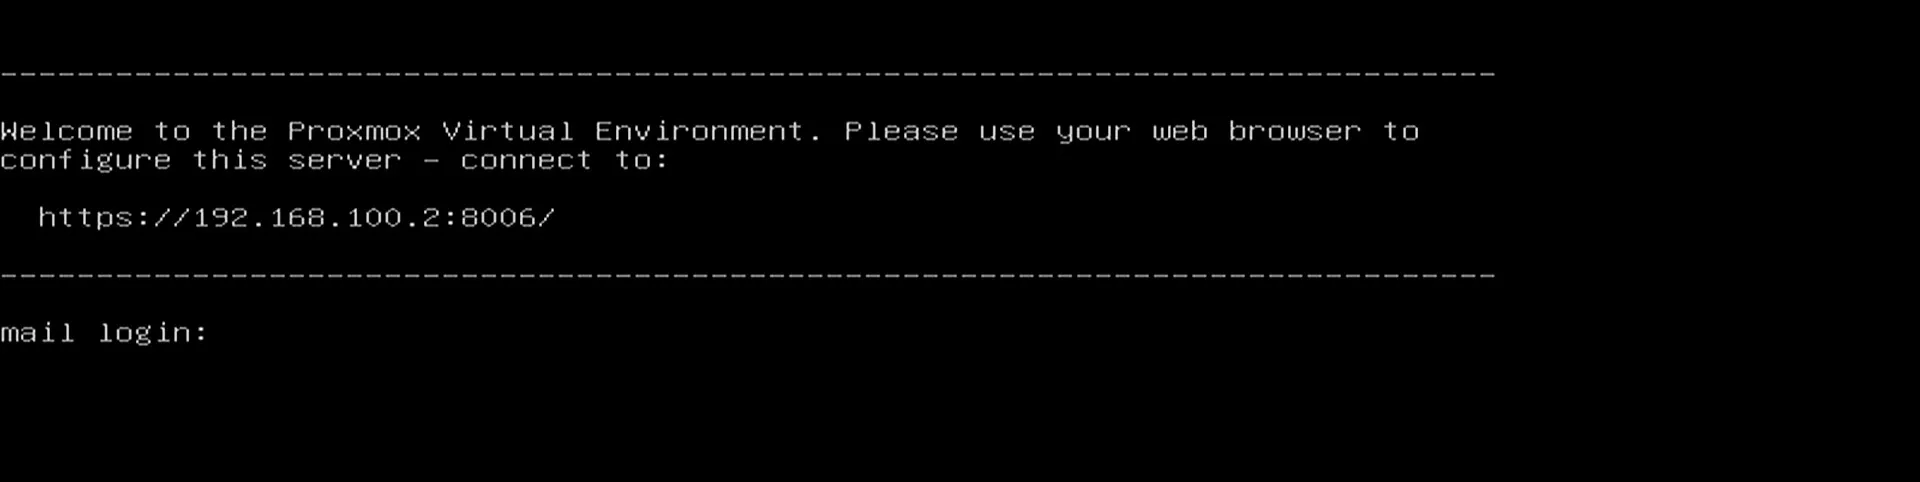 -------------------------------------------------------------------------------
Welcome to the Proxmox Virtual Environment. Please use your web browser to
configure this server - connect to:
https://192.168.100.2:8006/
-------------------------------------------------------------------------------
mail login: